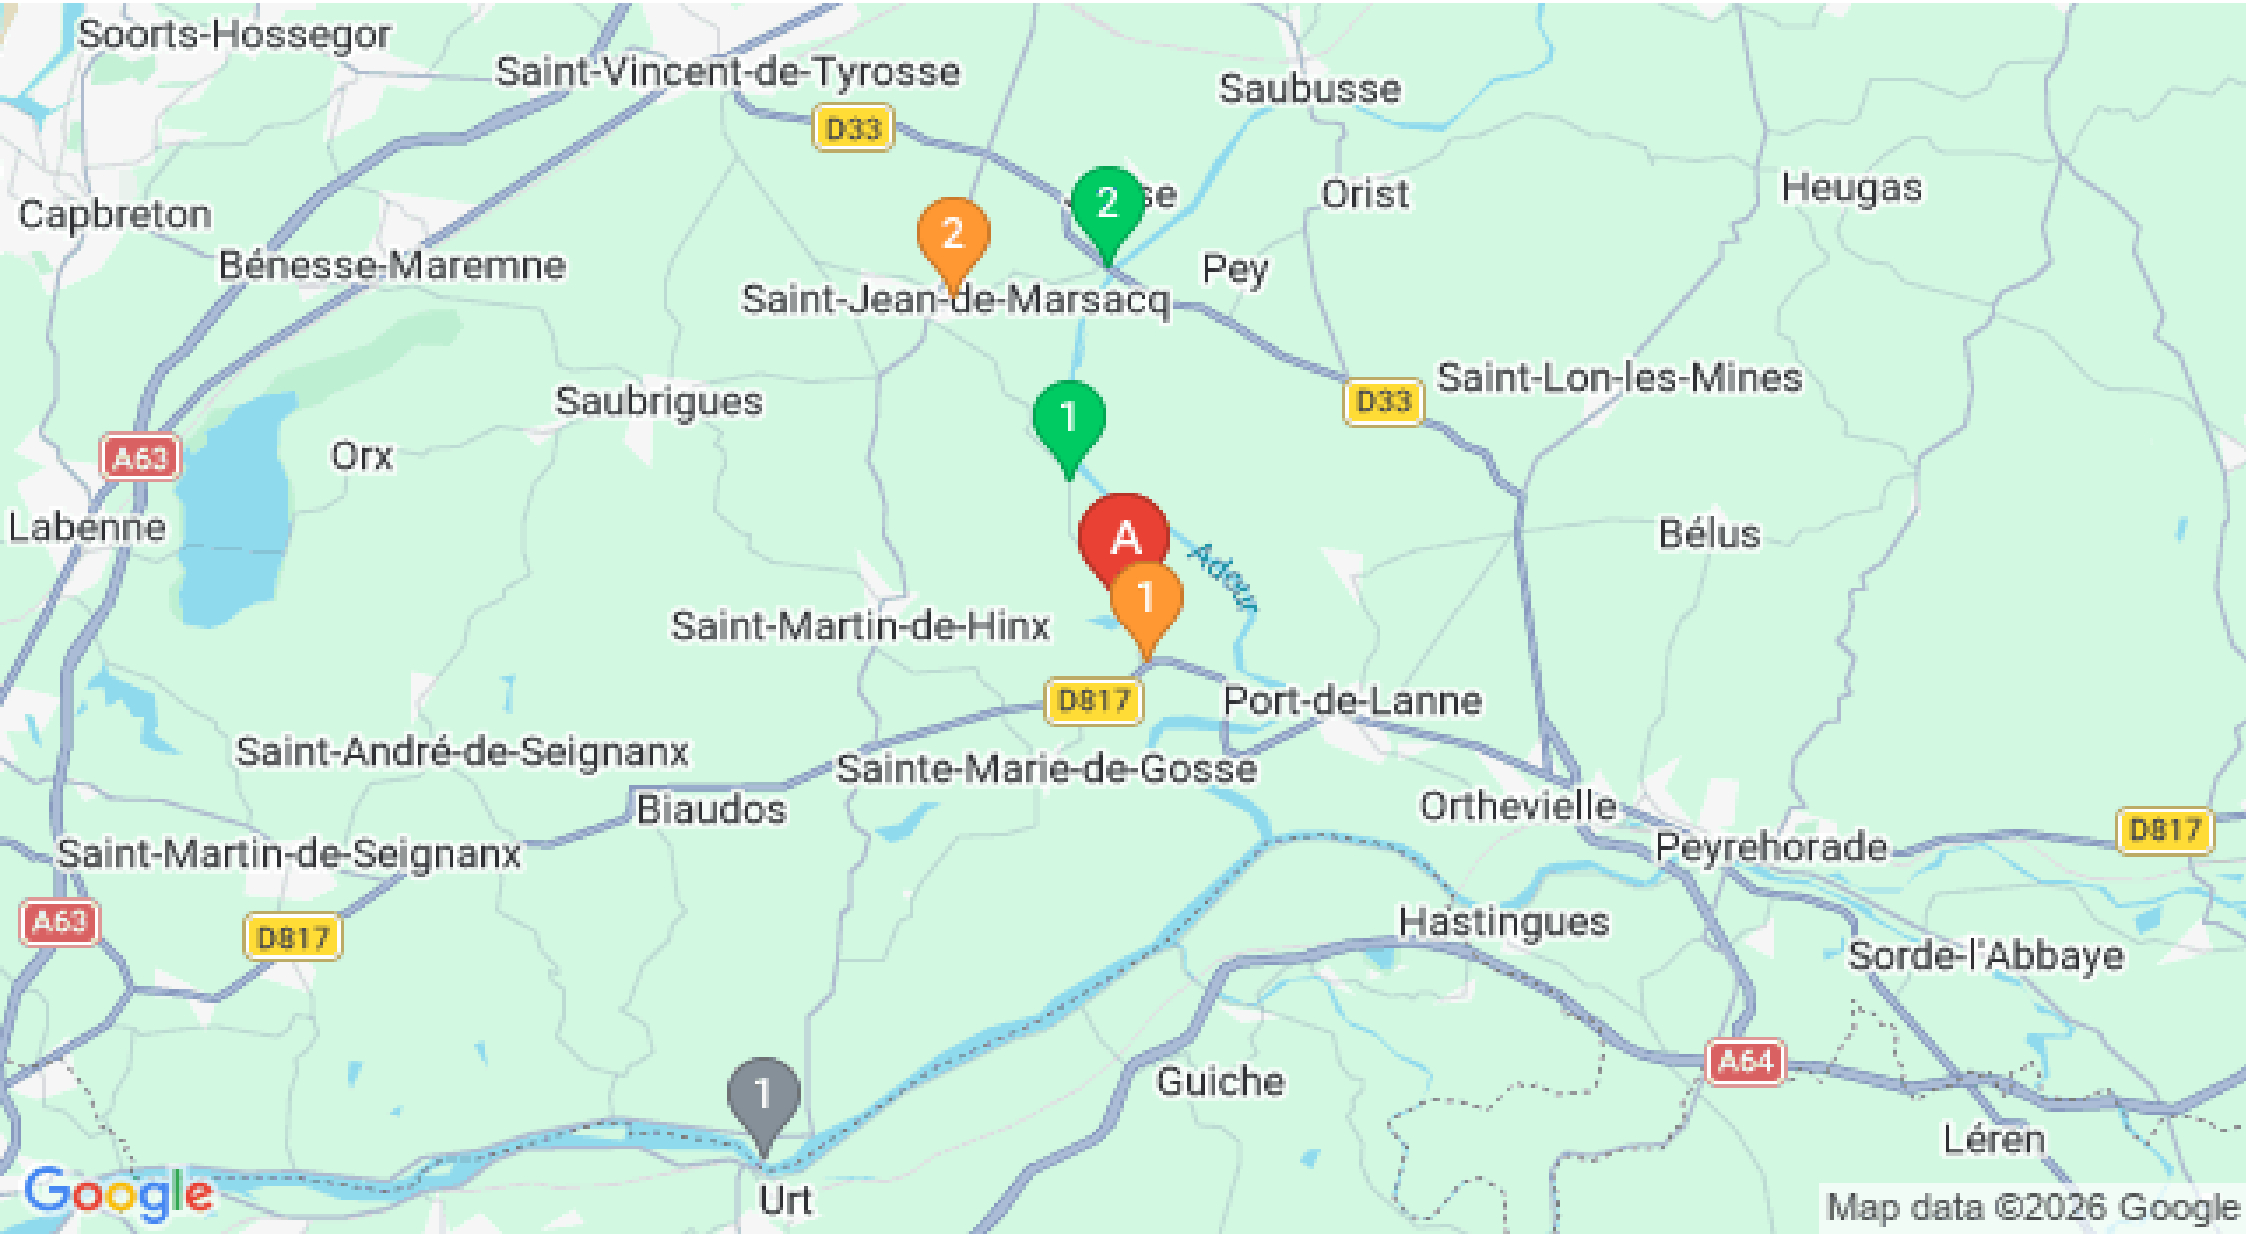 Soorts-Hossegor
Saint-Vincent-de-Tyrosse
Saubusse
D33
Capbreton
2
2
se
Orist
Heugas
Bénesse-Maremne
Pey
Saint-Jean-de-Marsacq
Saint-Lon-les-Mines
Saubrigues
D33
1
A63
Orx
Labenne
A
Adour
Bélus
1
Saint-Martin-de-Hinx
D817
Port-de-Lanne
Saint-André-de-Seignanx
Sainte-Marie-de-Gosse
Biaudos
Orthevielle
D817
Saint-Martin-de-Seignanx
Peyrehorade
A63
D817
Hastingues
Sorde-l'Abbaye
A64
1
Guiche
Léren
Google
Urt
Map data ©2026 Google